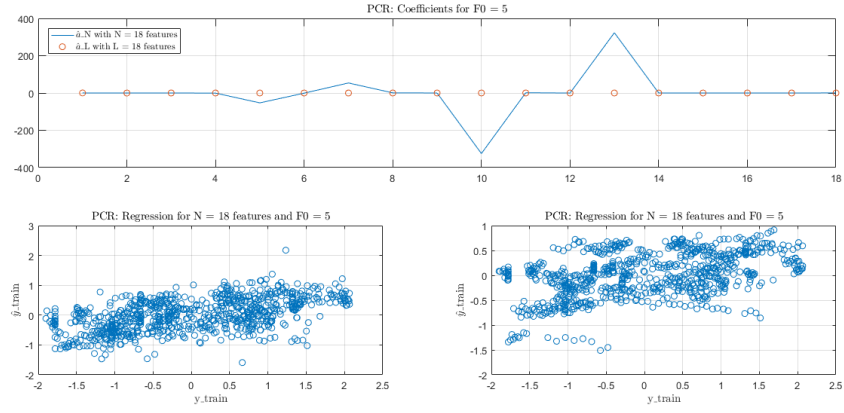 PCR: Coefficients for F0 = 5
400
200
0
-200
-400
â_N with N = 18 features
â_L with L = 18 features
0 2 4 6 8 10 12 14 16 18
PCR: Regression for N = 18 features and F0 = 5
3
2
1
0
-1
-2
ŷ_train
-2 -1.5 -1 -0.5 0 0.5 1 1.5 2 2.5
y_train
PCR: Regression for N = 18 features and F0 = 5
1
0.5
0
-0.5
-1
-1.5
-2
ŷ_train
-2 -1.5 -1 -0.5 0 0.5 1 1.5 2 2.5
y_train